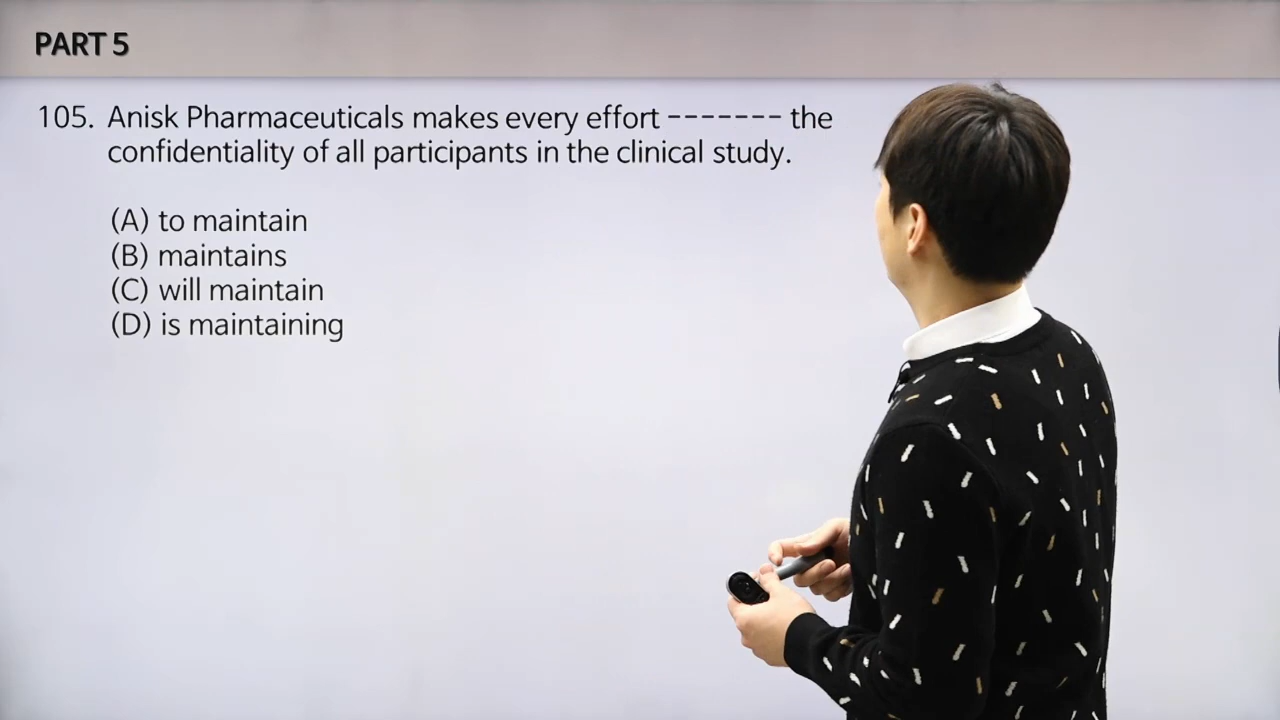 PART 5
105. Anisk Pharmaceuticals makes every effort ------- the
confidentiality of all participants in the clinical study.
(A) to maintain
(B) maintains
(C) will maintain
(D) is maintaining